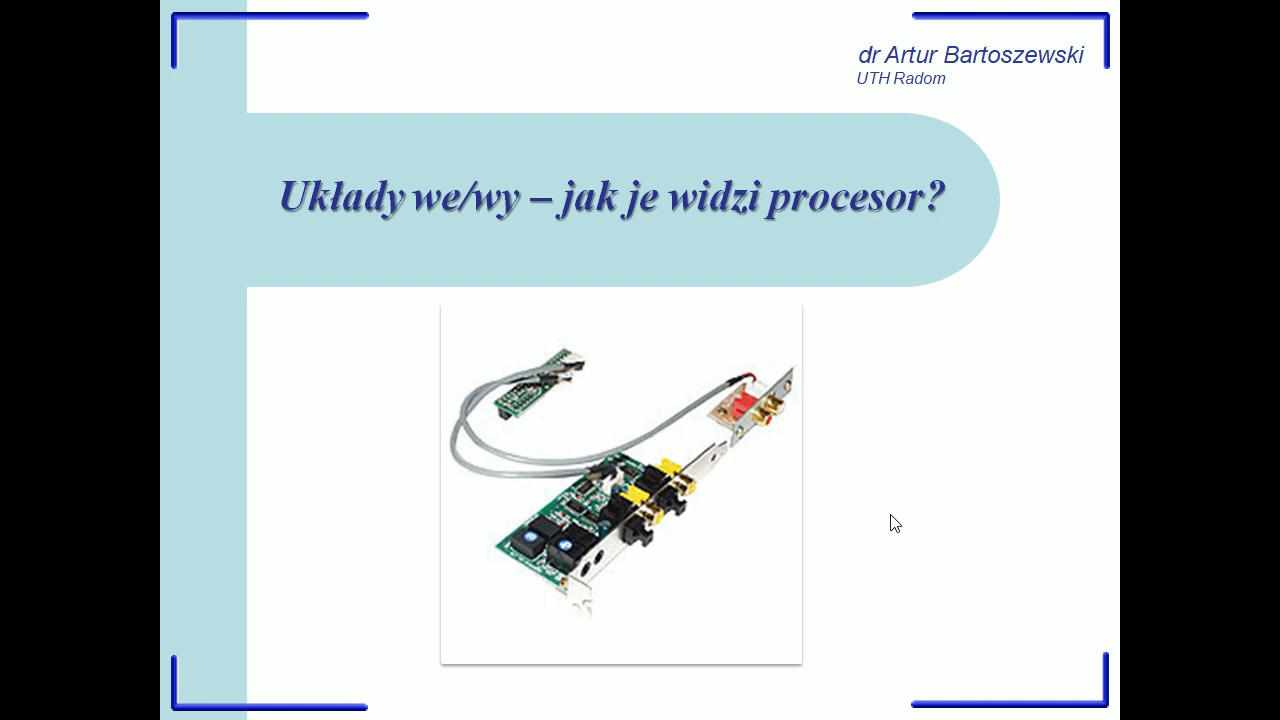 dr Artur Bartoszewski
UTH Radom
Układy we/wy – jak je widzi procesor?